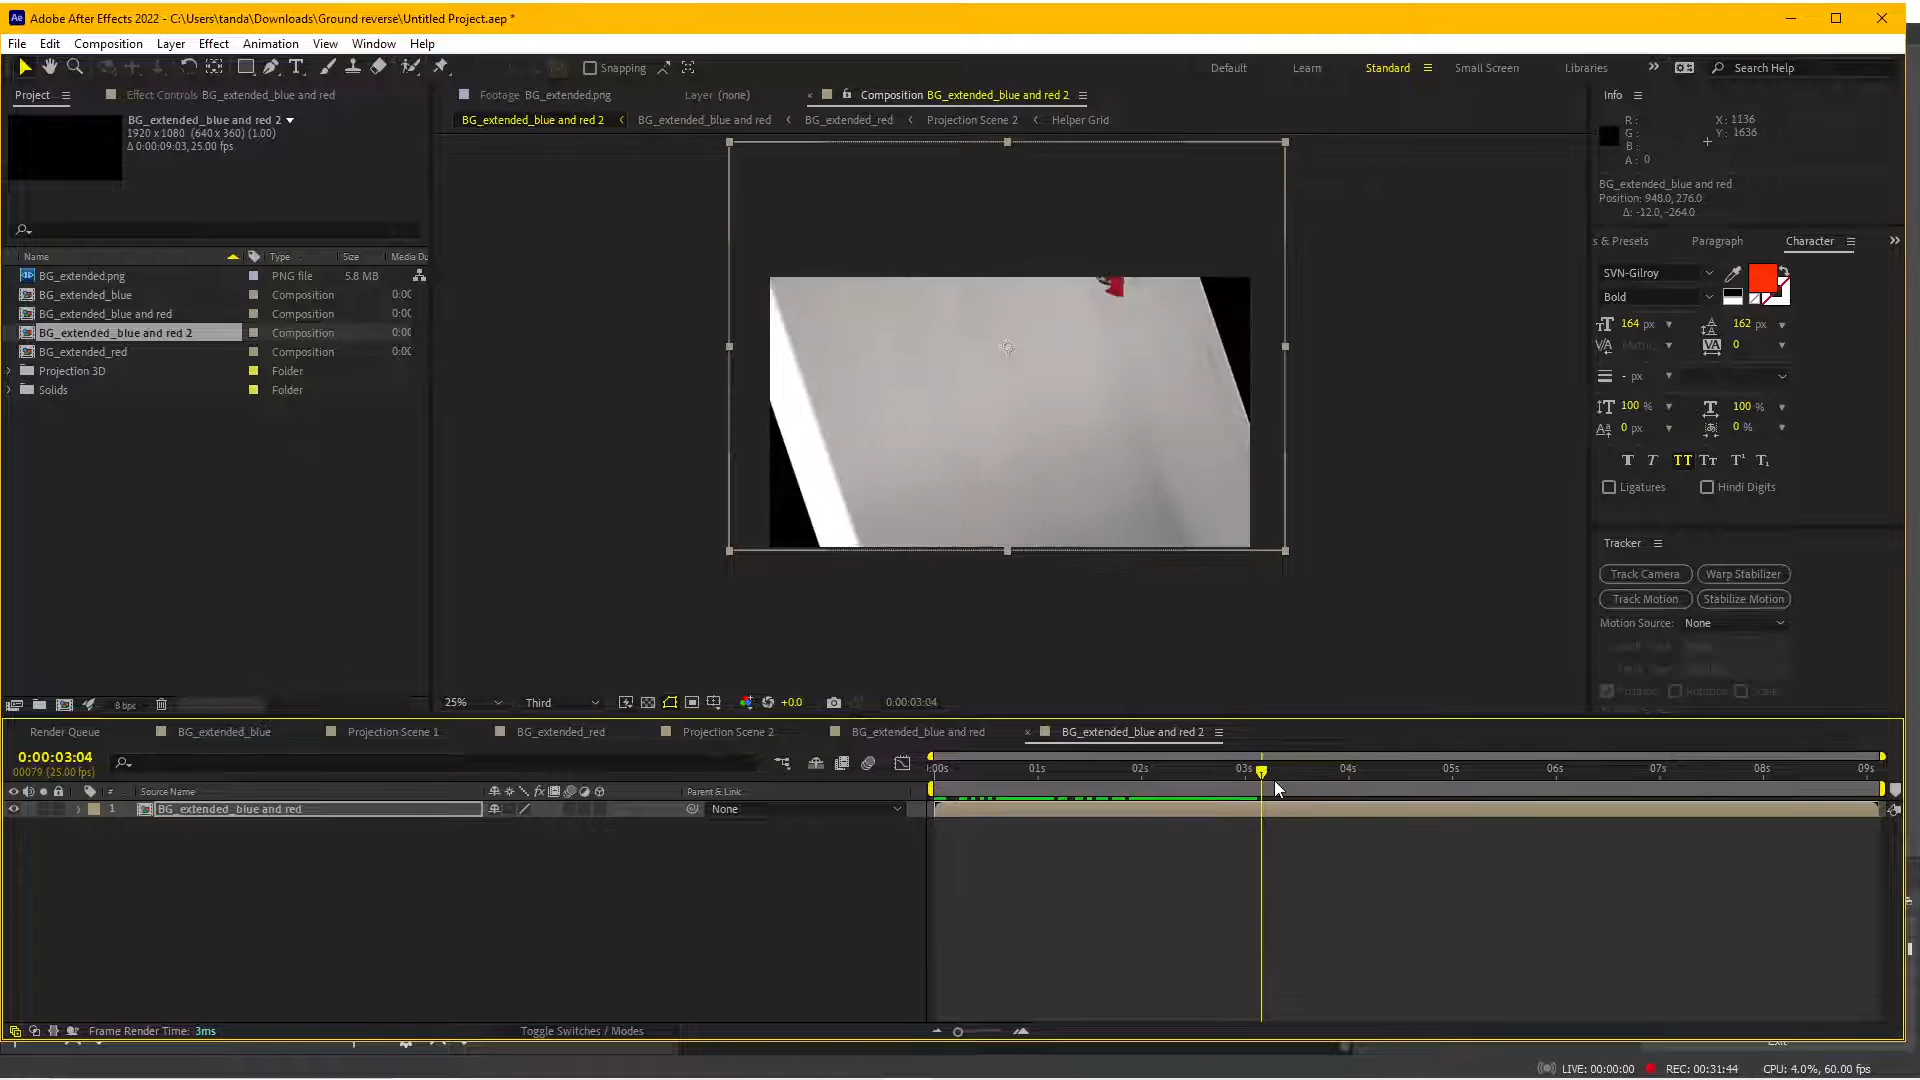 Adobe After Effects 2022 - C:\Users\tanda\Downloads\Ground reverse\Untitled Project.aep *
File Edit Composition Layer Effect Animation View Window Help
Snapping
Default Learn Standard Small Screen Libraries Search Help
Project Effect Controls BG_extended_blue and red
Footage BG_extended.png Layer (none) Composition BG_extended_blue and red 2
Info
BG_extended_blue and red 2
1920 x 1080 (640 x 360) (1.00)
Δ 0:00:09:03, 25.00 fps
BG_extended_blue and red 2 BG_extended_blue and red BG_extended_red Projection Scene 2 Helper Grid
R :
G :
B :
A : 0
X : 1136
Y : 1636
BG_extended_blue and red
Position: 948.0, 276.0
Δ: -12.0, -264.0
Name Type Size Media Du
BG_extended.png PNG file 5.8 MB
BG_extended_blue Composition 0:00
BG_extended_blue and red Composition 0:00
BG_extended_blue and red 2 Composition 0:00
BG_extended_red Composition 0:00
Projection 3D Folder
Solids Folder
s & Presets Paragraph Character
SVN-Gilroy
Bold
164 px 162 px
Metric 0
- px
100 % 100 %
0 px 0 %
Ligatures Hindi Digits
Tracker
Track Camera Warp Stabilizer
Track Motion Stabilize Motion
Motion Source: None
8 bpc
25% Third +0.0 0:00:03:04
Render Queue BG_extended_blue Projection Scene 1 BG_extended_red Projection Scene 2 BG_extended_blue and red BG_extended_blue and red 2
0:00:03:04
00079 (25.00 fps)
:00s 01s 02s 03s 04s 05s 06s 07s 08s 09s
# Source Name Parent & Link
1 BG_extended_blue and red None
Frame Render Time: 3ms Toggle Switches / Modes
Exit
LIVE: 00:00:00 REC: 00:31:44 CPU: 4.0%, 60.00 fps